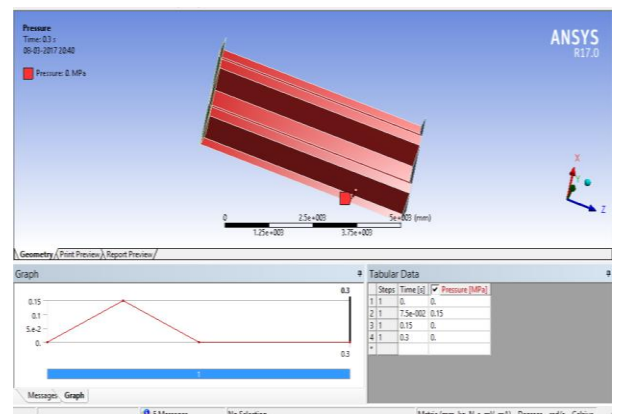 Pressure
Time: 0.3 s
08-03-2017 20:40
Pressure: 0. MPa
ANSYS
R17.0
X
Y
Z
0 2.5e+003 5e+003 (mm)
1.25e+003 3.75e+003
Geometry Print Preview Report Preview
Graph
Tabular Data
0.3
0.15
0.1
5.e-2
0.
0.3
1
Steps Time [s] Pressure [MPa]
1 1 0. 0.
2 1 7.5e-002 0.15
3 1 0.15 0.
4 1 0.3 0.
*
Messages Graph
5 Messages No Selection